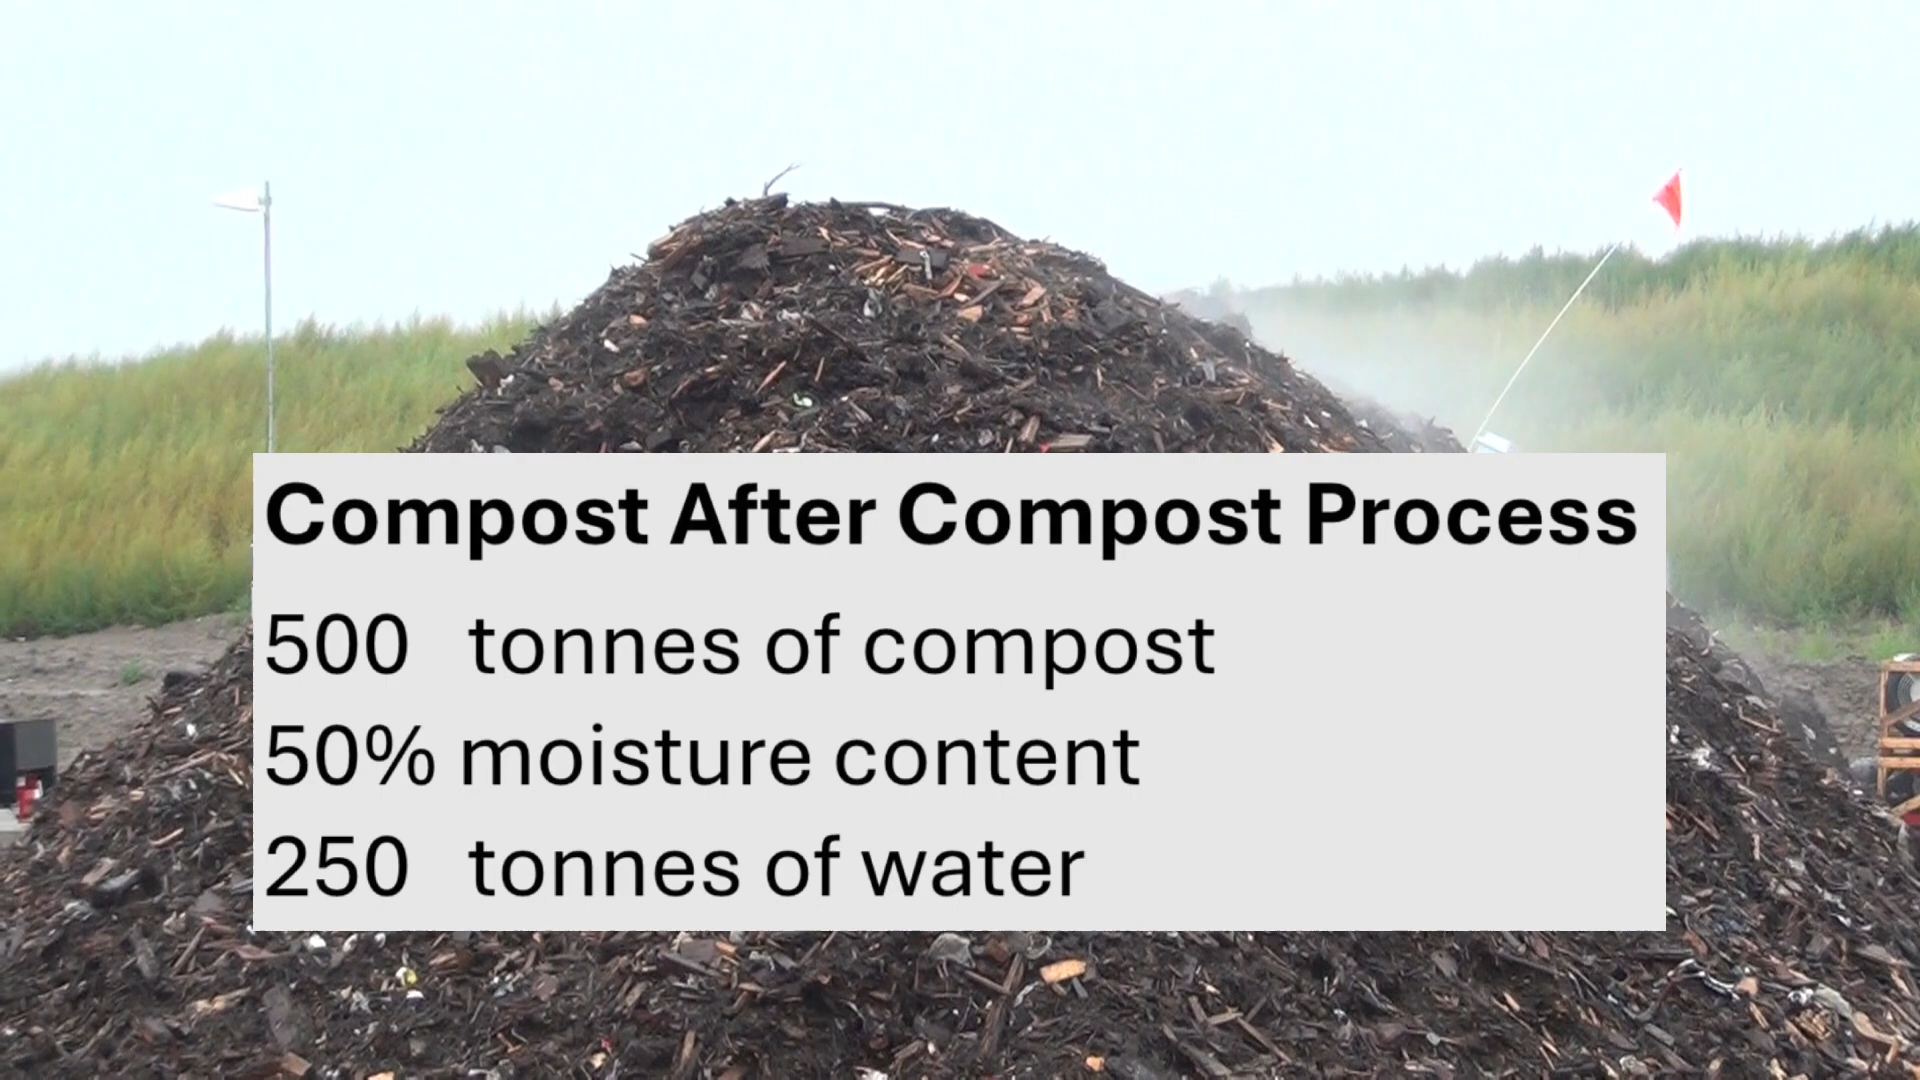 Compost After Compost Process
500 tonnes of compost
50% moisture content
250 tonnes of water